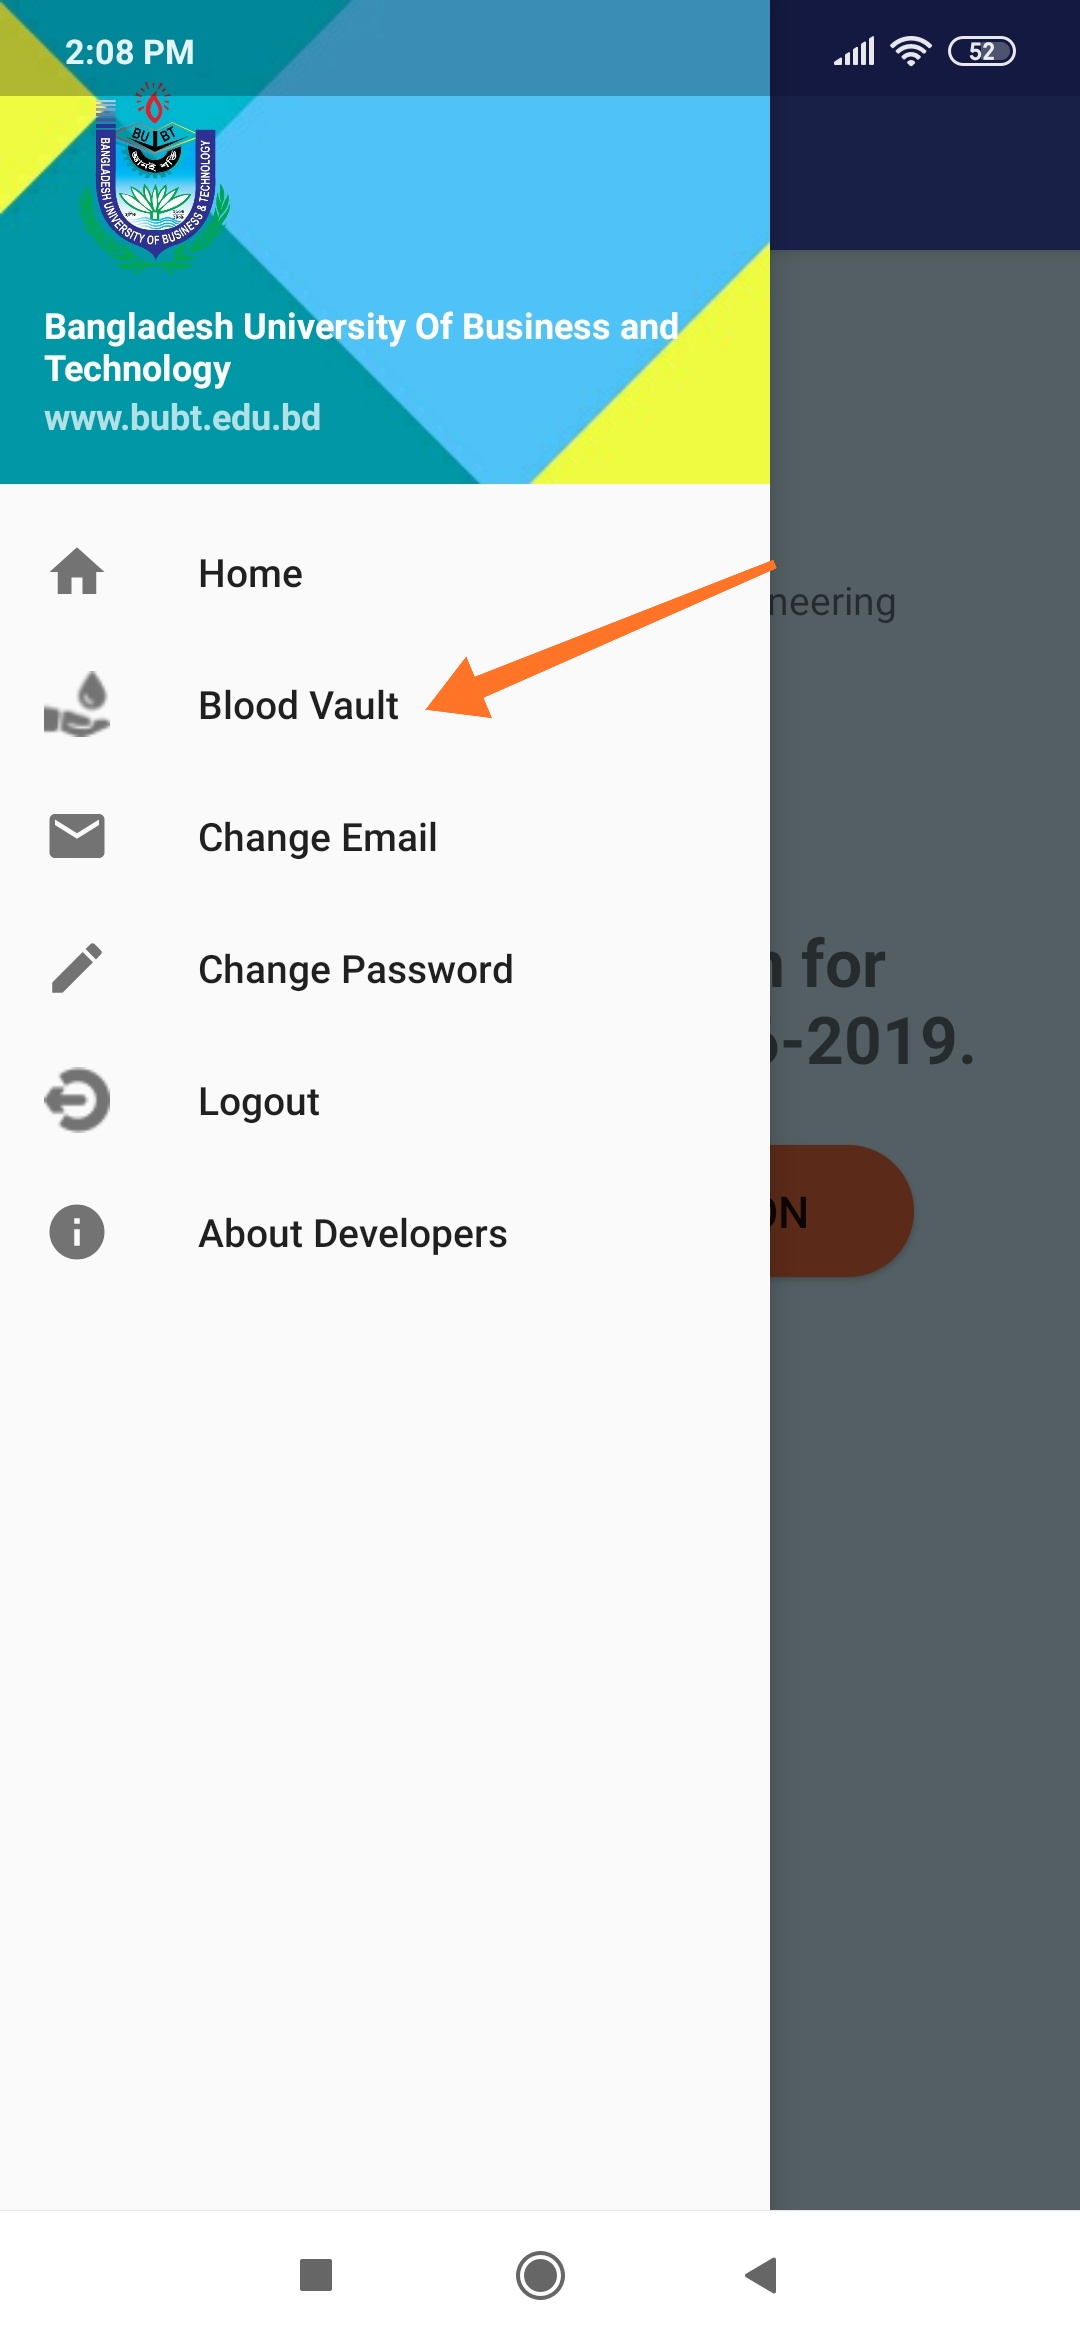 2:08 PM
52
BU BT
BANGLADESH UNIVERSITY OF BUSINESS & TECHNOLOGY
Bangladesh University Of Business and
Technology
www.bubt.edu.bd
Home
neering
Blood Vault
Change Email
Change Password
for
-2019.
Logout
ON
About Developers